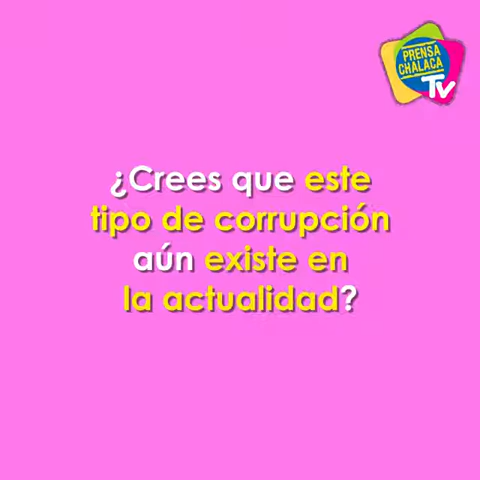 PRENSA
CHALACA
TV
¿Crees que este
tipo de corrupción
aún existe en
la actualidad?